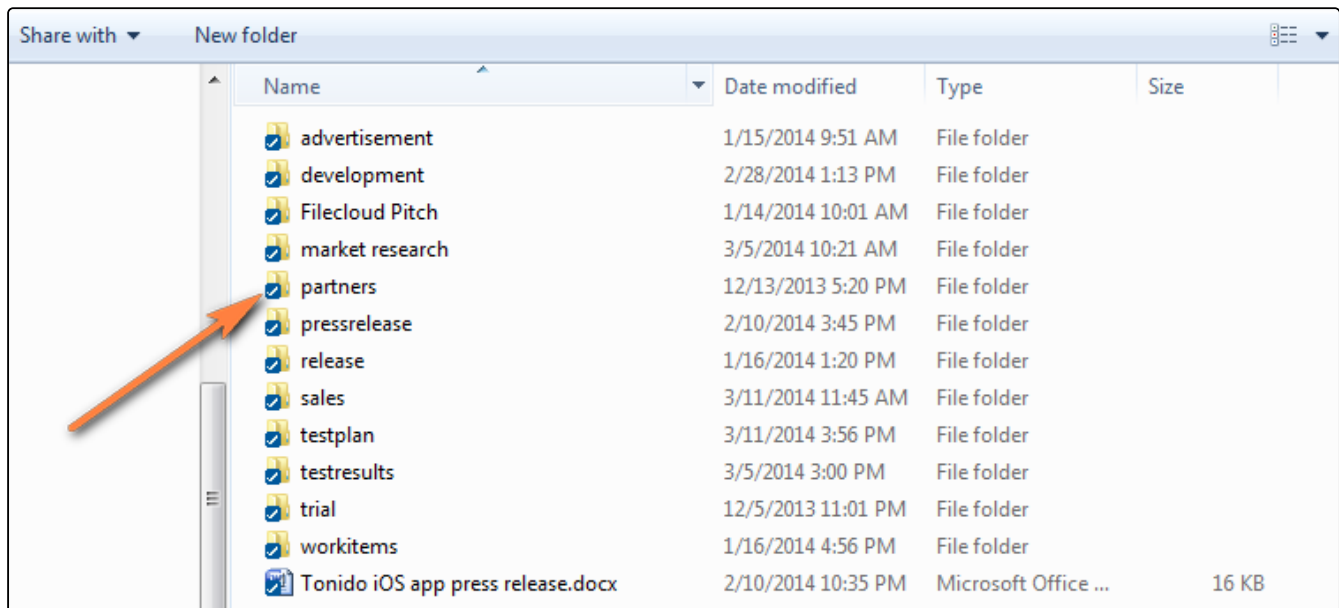 Share with New folder
Name Date modified Type Size
advertisement 1/15/2014 9:51 AM File folder
development 2/28/2014 1:13 PM File folder
Filecloud Pitch 1/14/2014 10:01 AM File folder
market research 3/5/2014 10:21 AM File folder
partners 12/13/2013 5:20 PM File folder
pressrelease 2/10/2014 3:45 PM File folder
release 1/16/2014 1:20 PM File folder
sales 3/11/2014 11:45 AM File folder
testplan 3/11/2014 3:56 PM File folder
testresults 3/5/2014 3:00 PM File folder
trial 12/5/2013 11:01 PM File folder
workitems 1/16/2014 4:56 PM File folder
Tonido iOS app press release.docx 2/10/2014 10:35 PM Microsoft Office ... 16 KB